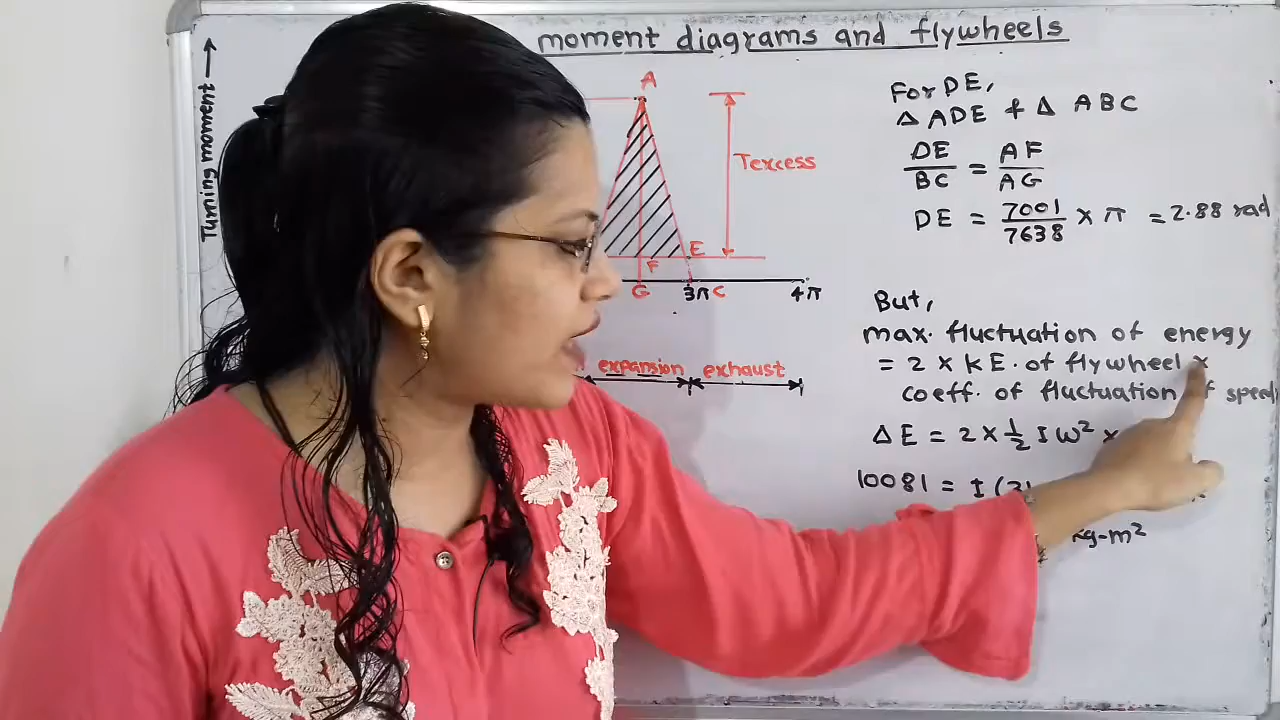 moment diagrams and flywheels
Turning moment
A
Texcess
E
F
G 3π C 4π
expansion exhaust
For DE,
Δ ADE & Δ ABC
DE/BC = AF/AG
DE = 7001/7638 × π = 2.88 rad
But,
max. fluctuation of energy
= 2 × KE. of flywheel ×
coeff. of fluctuation of speed
ΔE = 2 × 1/2 I ω² ×
10081 = I (2π
kg-m²